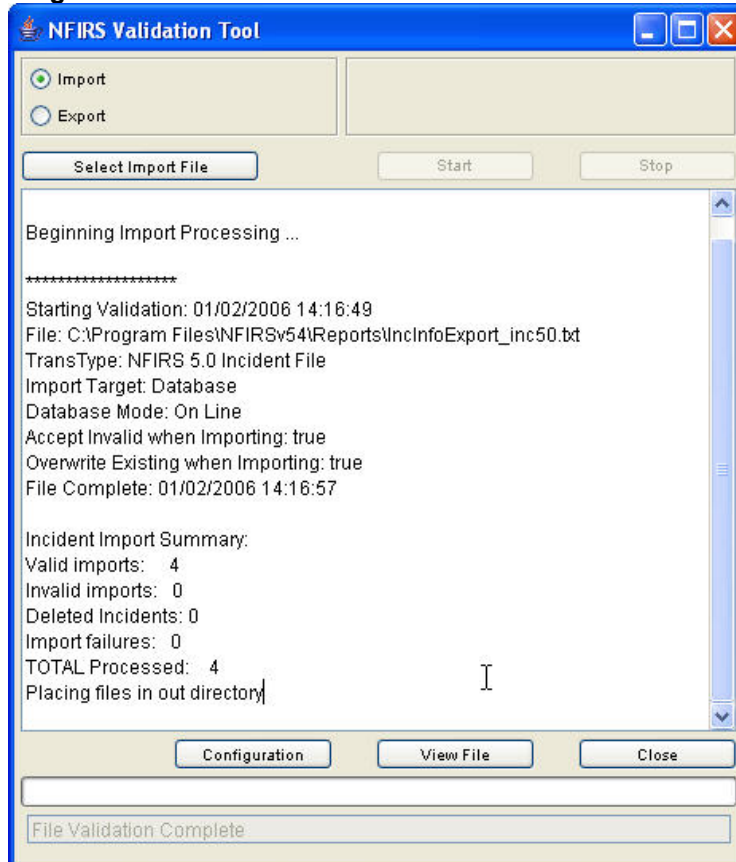 NFIRS Validation Tool
Import
Export
Select Import File
Start
Stop
Beginning Import Processing ...
*******************
Starting Validation: 01/02/2006 14:16:49
File: C:\Program Files\NFIRSv54\Reports\IncInfoExport_inc50.txt
TransType: NFIRS 5.0 Incident File
Import Target: Database
Database Mode: On Line
Accept Invalid when Importing: true
Overwrite Existing when Importing: true
File Complete: 01/02/2006 14:16:57
Incident Import Summary:
Valid imports: 4
Invalid imports: 0
Deleted Incidents: 0
Import failures: 0
TOTAL Processed: 4
Placing files in out directory
Configuration
View File
Close
File Validation Complete